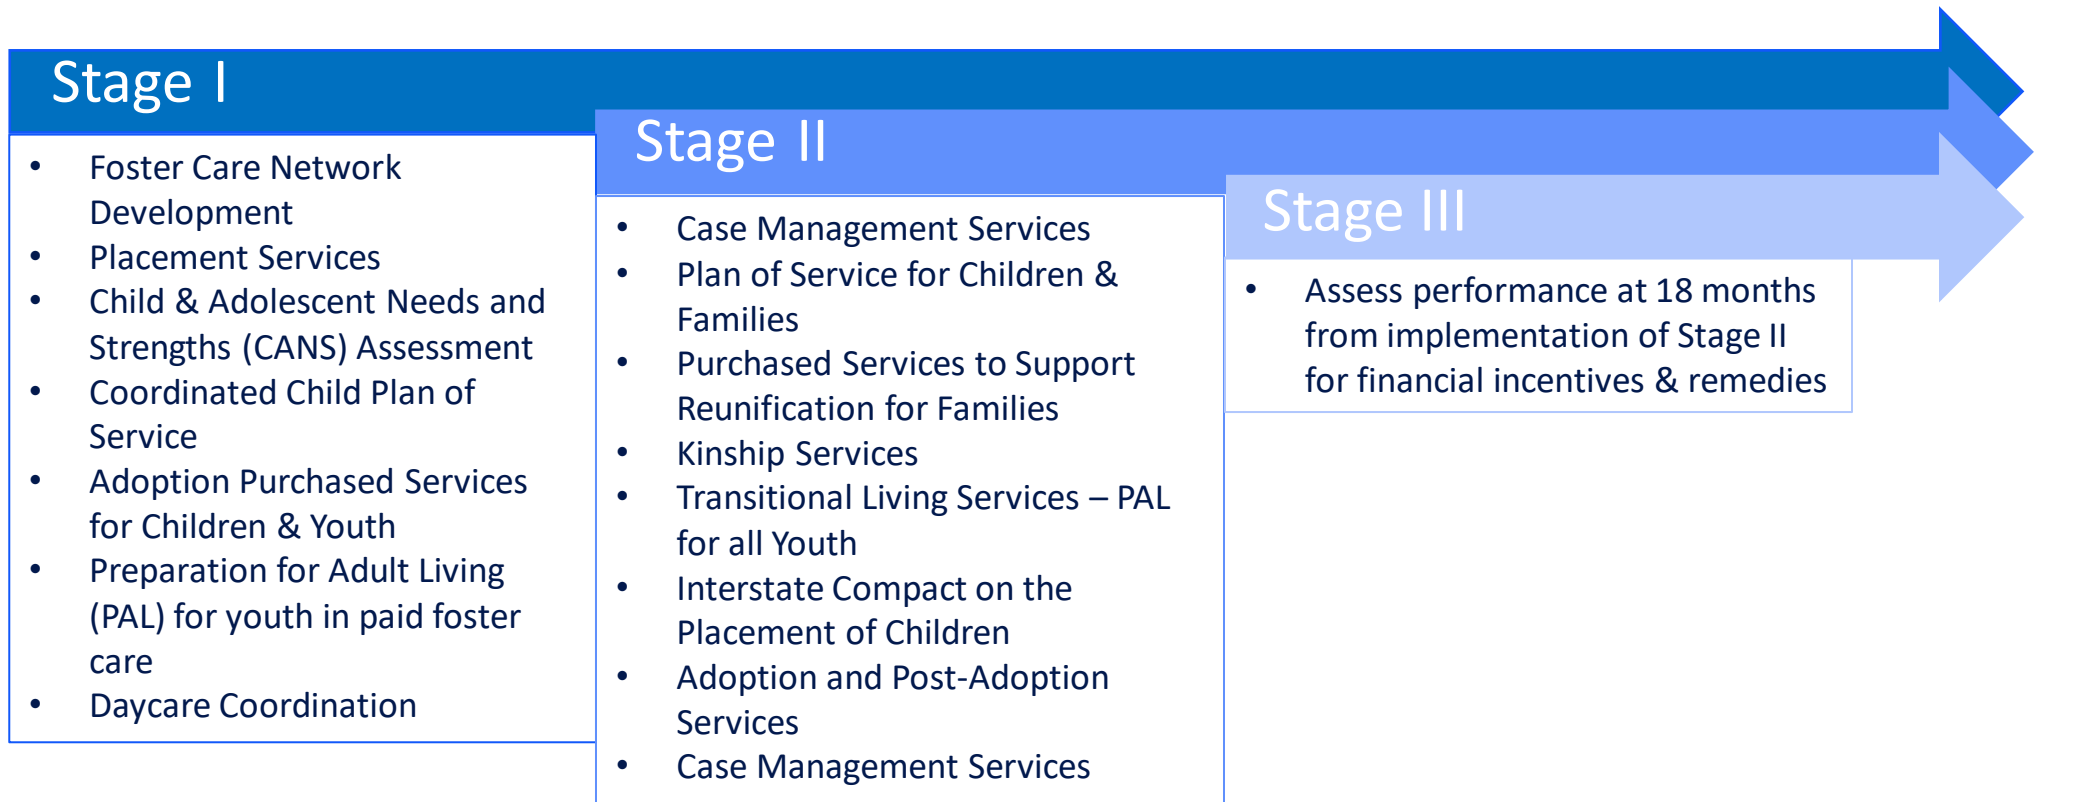 Stage I
• Foster Care Network
Development
• Placement Services
• Child & Adolescent Needs and
Strengths (CANS) Assessment
• Coordinated Child Plan of
Service
• Adoption Purchased Services
for Children & Youth
• Preparation for Adult Living
(PAL) for youth in paid foster
care
• Daycare Coordination
Stage II
• Case Management Services
• Plan of Service for Children &
Families
• Purchased Services to Support
Reunification for Families
• Kinship Services
• Transitional Living Services – PAL
for all Youth
• Interstate Compact on the
Placement of Children
• Adoption and Post-Adoption
Services
• Case Management Services
Stage III
• Assess performance at 18 months
from implementation of Stage II
for financial incentives & remedies